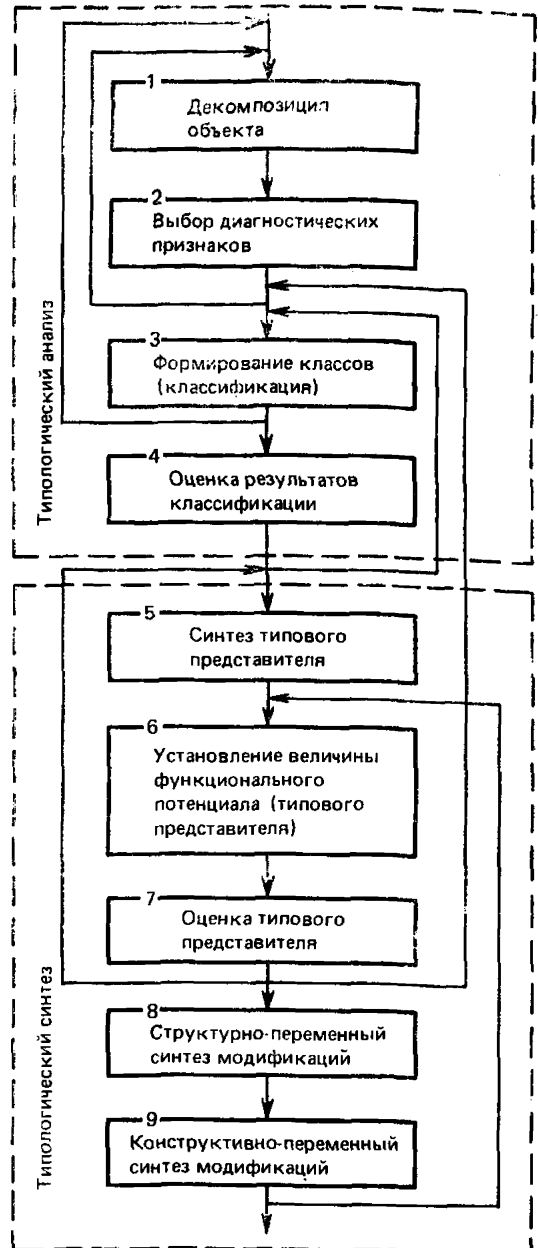 1
Декомпозиция
объекта
2
Выбор диагностических
признаков
3
Формирование классов
(классификация)
4
Оценка результатов
классификации
Типологический анализ
5
Синтез типового
представителя
6
Установление величины
функционального
потенциала (типового
представителя)
7
Оценка типового
представителя
8
Структурно-переменный
синтез модификаций
9
Конструктивно-переменный
синтез модификаций
Типологический синтез